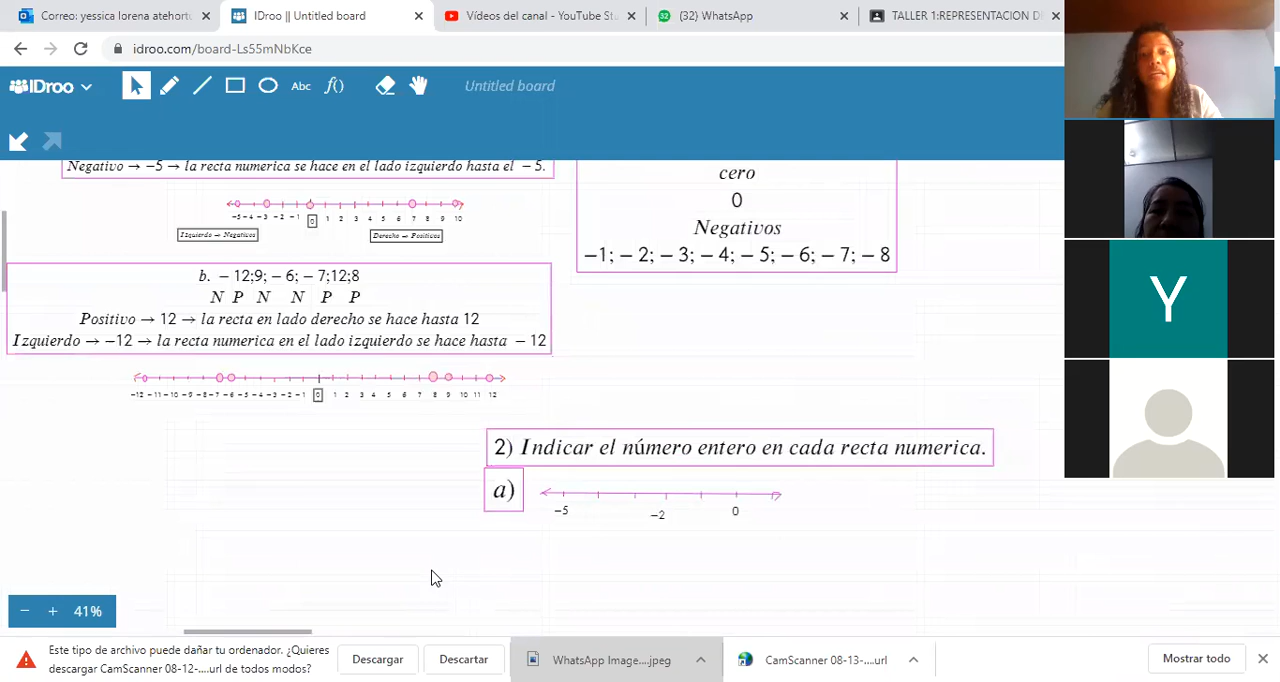 Correo: yessica lorena atehortu
IDroo || Untitled board
Vídeos del canal - YouTube Stu
(32) WhatsApp
TALLER 1:REPRESENTACION DE
idroo.com/board-Ls55mNbKce
IDroo
Abc
f()
Untitled board
Negativo → −5 → la recta numerica se hace en el lado izquierdo hasta el − 5.
−5 −4 −3 −2 −1 0 1 2 3 4 5 6 7 8 9 10
Izquierdo → Negativos
Derecho → Positivos
cero
0
Negativos
−1; − 2; − 3; − 4; − 5; − 6; − 7; − 8
b. − 12;9; − 6; − 7;12;8
N P N N P P
Positivo → 12 → la recta en lado derecho se hace hasta 12
Izquierdo → −12 → la recta numerica en el lado izquierdo se hace hasta − 12
−12 −11 −10 −9 −8 −7 −6 −5 −4 −3 −2 −1 0 1 2 3 4 5 6 7 8 9 10 11 12
2) Indicar el número entero en cada recta numerica.
a)
−5 −2 0
Y
41%
Este tipo de archivo puede dañar tu ordenador. ¿Quieres
descargar CamScanner 08-12-....url de todos modos?
Descargar
Descartar
WhatsApp Image....jpeg
CamScanner 08-13-....url
Mostrar todo